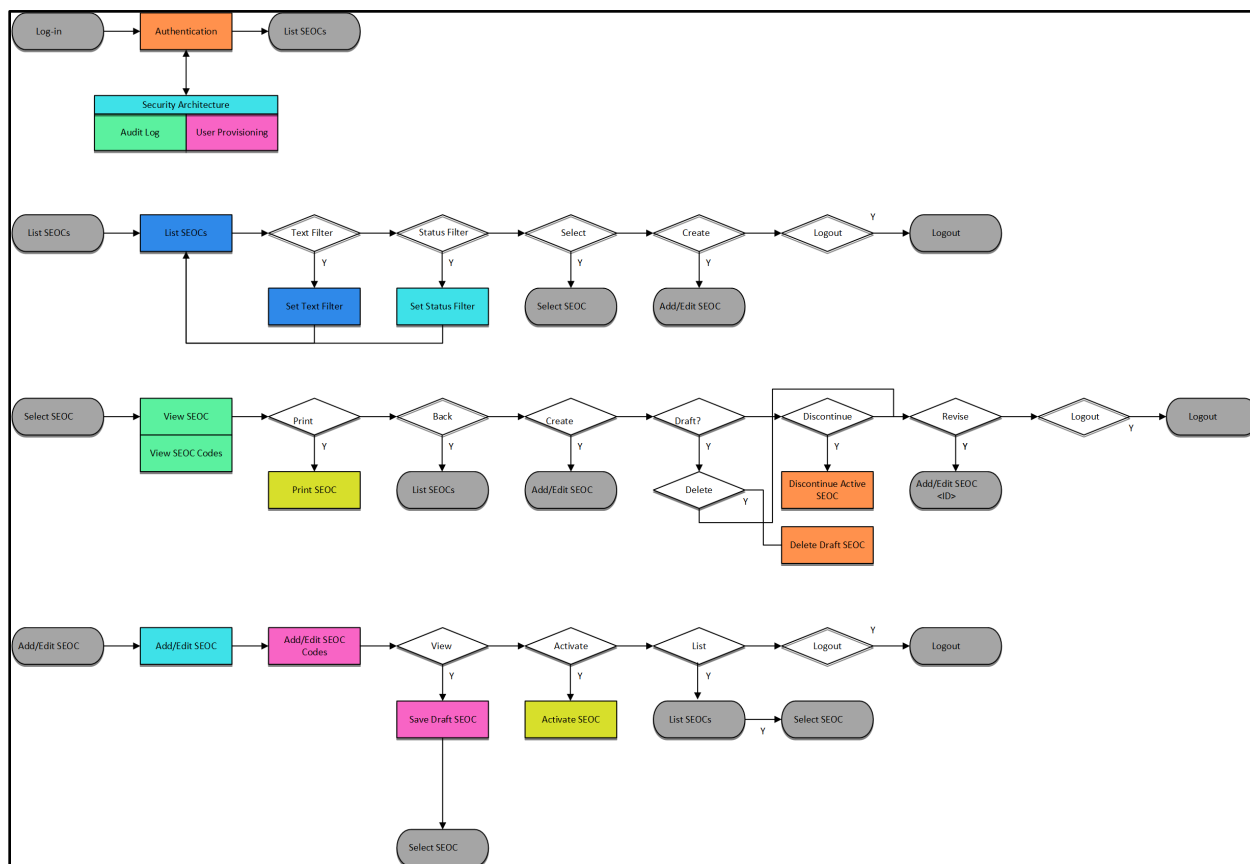 Log-in
Authentication
List SEOCs
Security Architecture
Audit Log
User Provisioning
List SEOCs
List SEOCs
Text Filter
Status Filter
Select
Create
Logout
Y
Logout
Y
Y
Y
Y
Set Text Filter
Set Status Filter
Select SEOC
Add/Edit SEOC
Select SEOC
View SEOC
View SEOC Codes
Print
Back
Create
Draft?
Discontinue
Revise
Logout
Y
Logout
Y
Y
Y
Y
Y
Y
Print SEOC
List SEOCs
Add/Edit SEOC
Delete
Y
Discontinue Active
SEOC
Add/Edit SEOC
<ID>
Delete Draft SEOC
Add/Edit SEOC
Add/Edit SEOC
Add/Edit SEOC
Codes
View
Activate
List
Logout
Y
Logout
Y
Y
Y
Save Draft SEOC
Activate SEOC
List SEOCs
Y
Select SEOC
Select SEOC